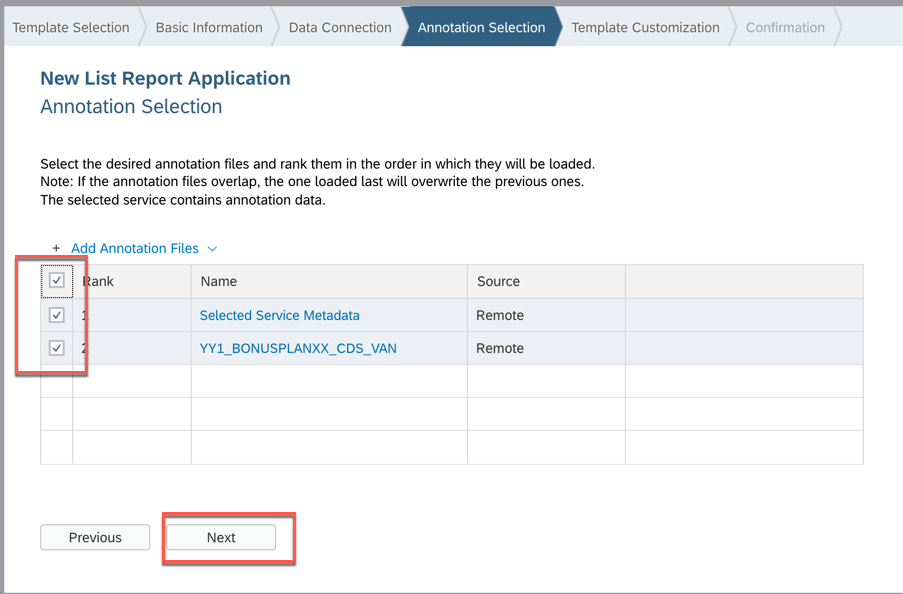 Template Selection Basic Information Data Connection Annotation Selection Template Customization Confirmation
New List Report Application
Annotation Selection
Select the desired annotation files and rank them in the order in which they will be loaded.
Note: If the annotation files overlap, the one loaded last will overwrite the previous ones.
The selected service contains annotation data.
+ Add Annotation Files
Rank Name Source
1 Selected Service Metadata Remote
2 YY1_BONUSPLANXX_CDS_VAN Remote
Previous Next